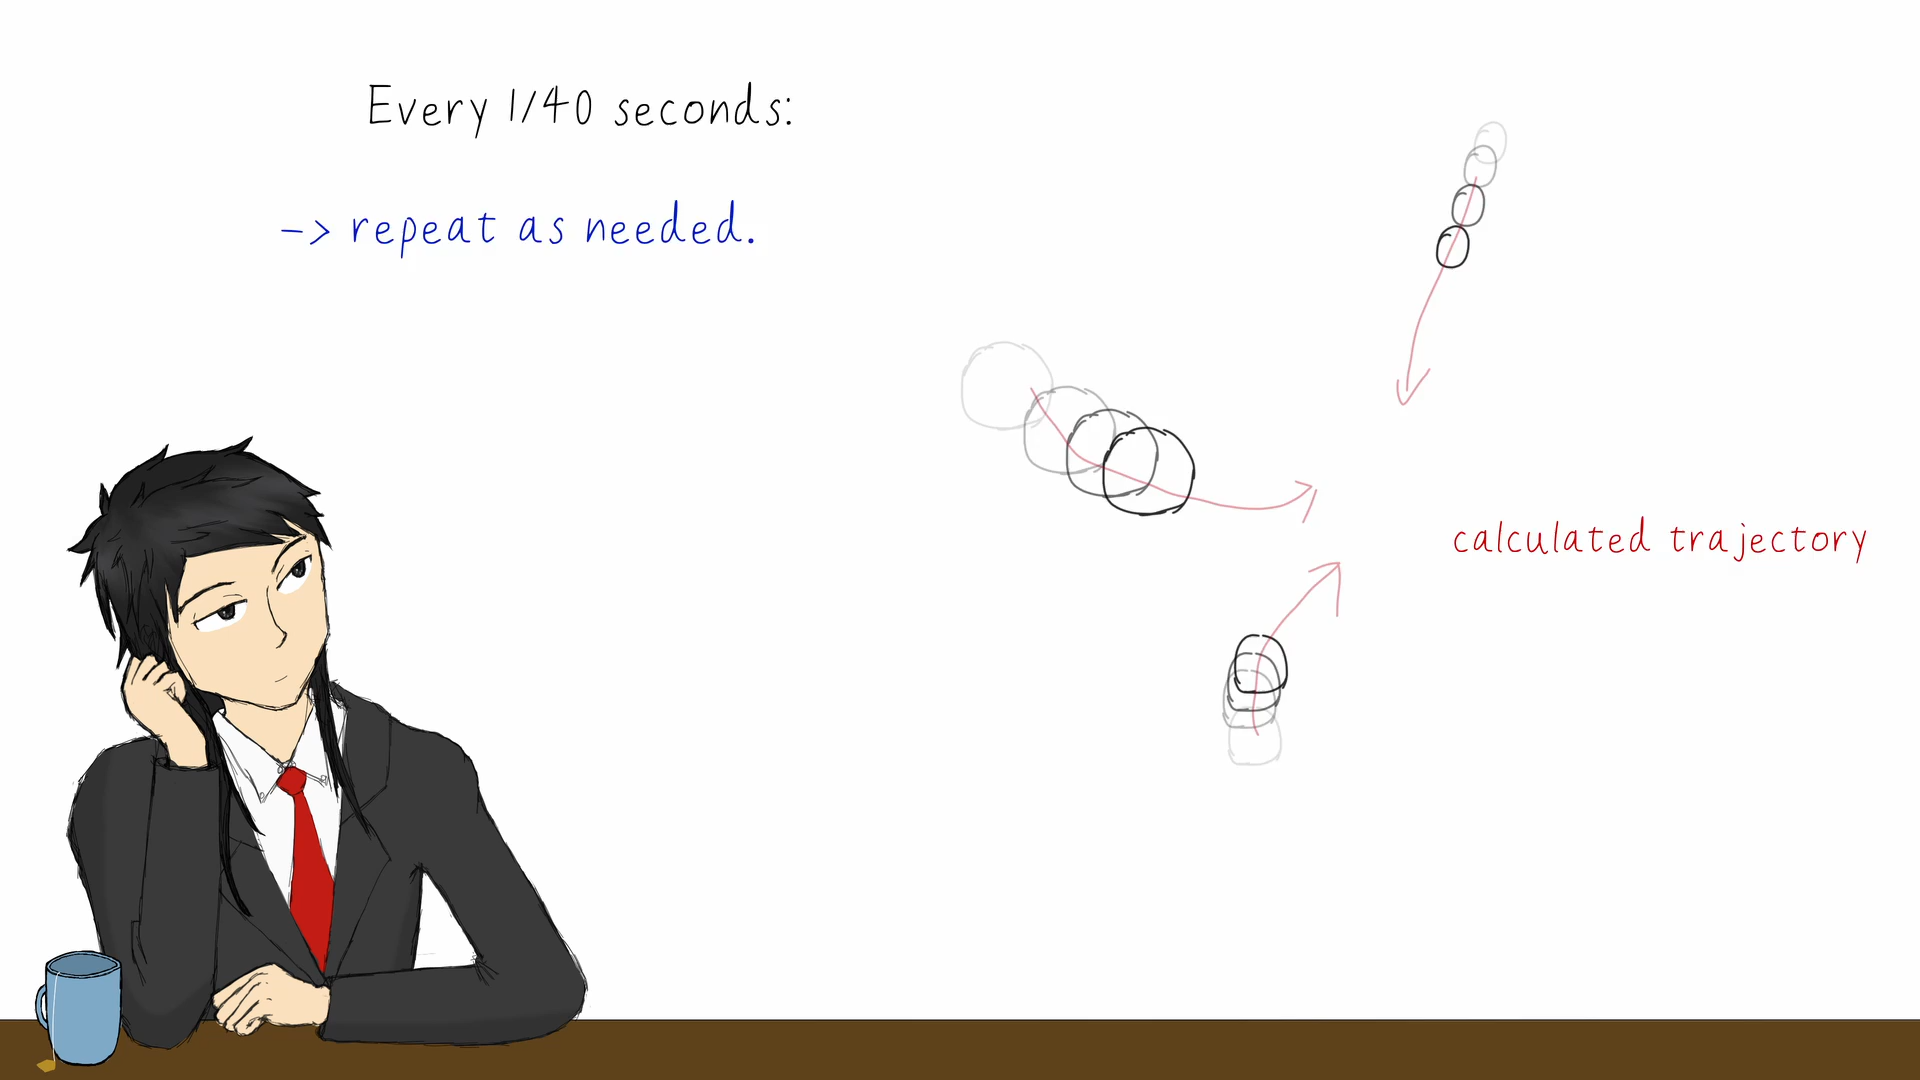 Every 1/40 seconds:
-> repeat as needed.
calculated trajectory